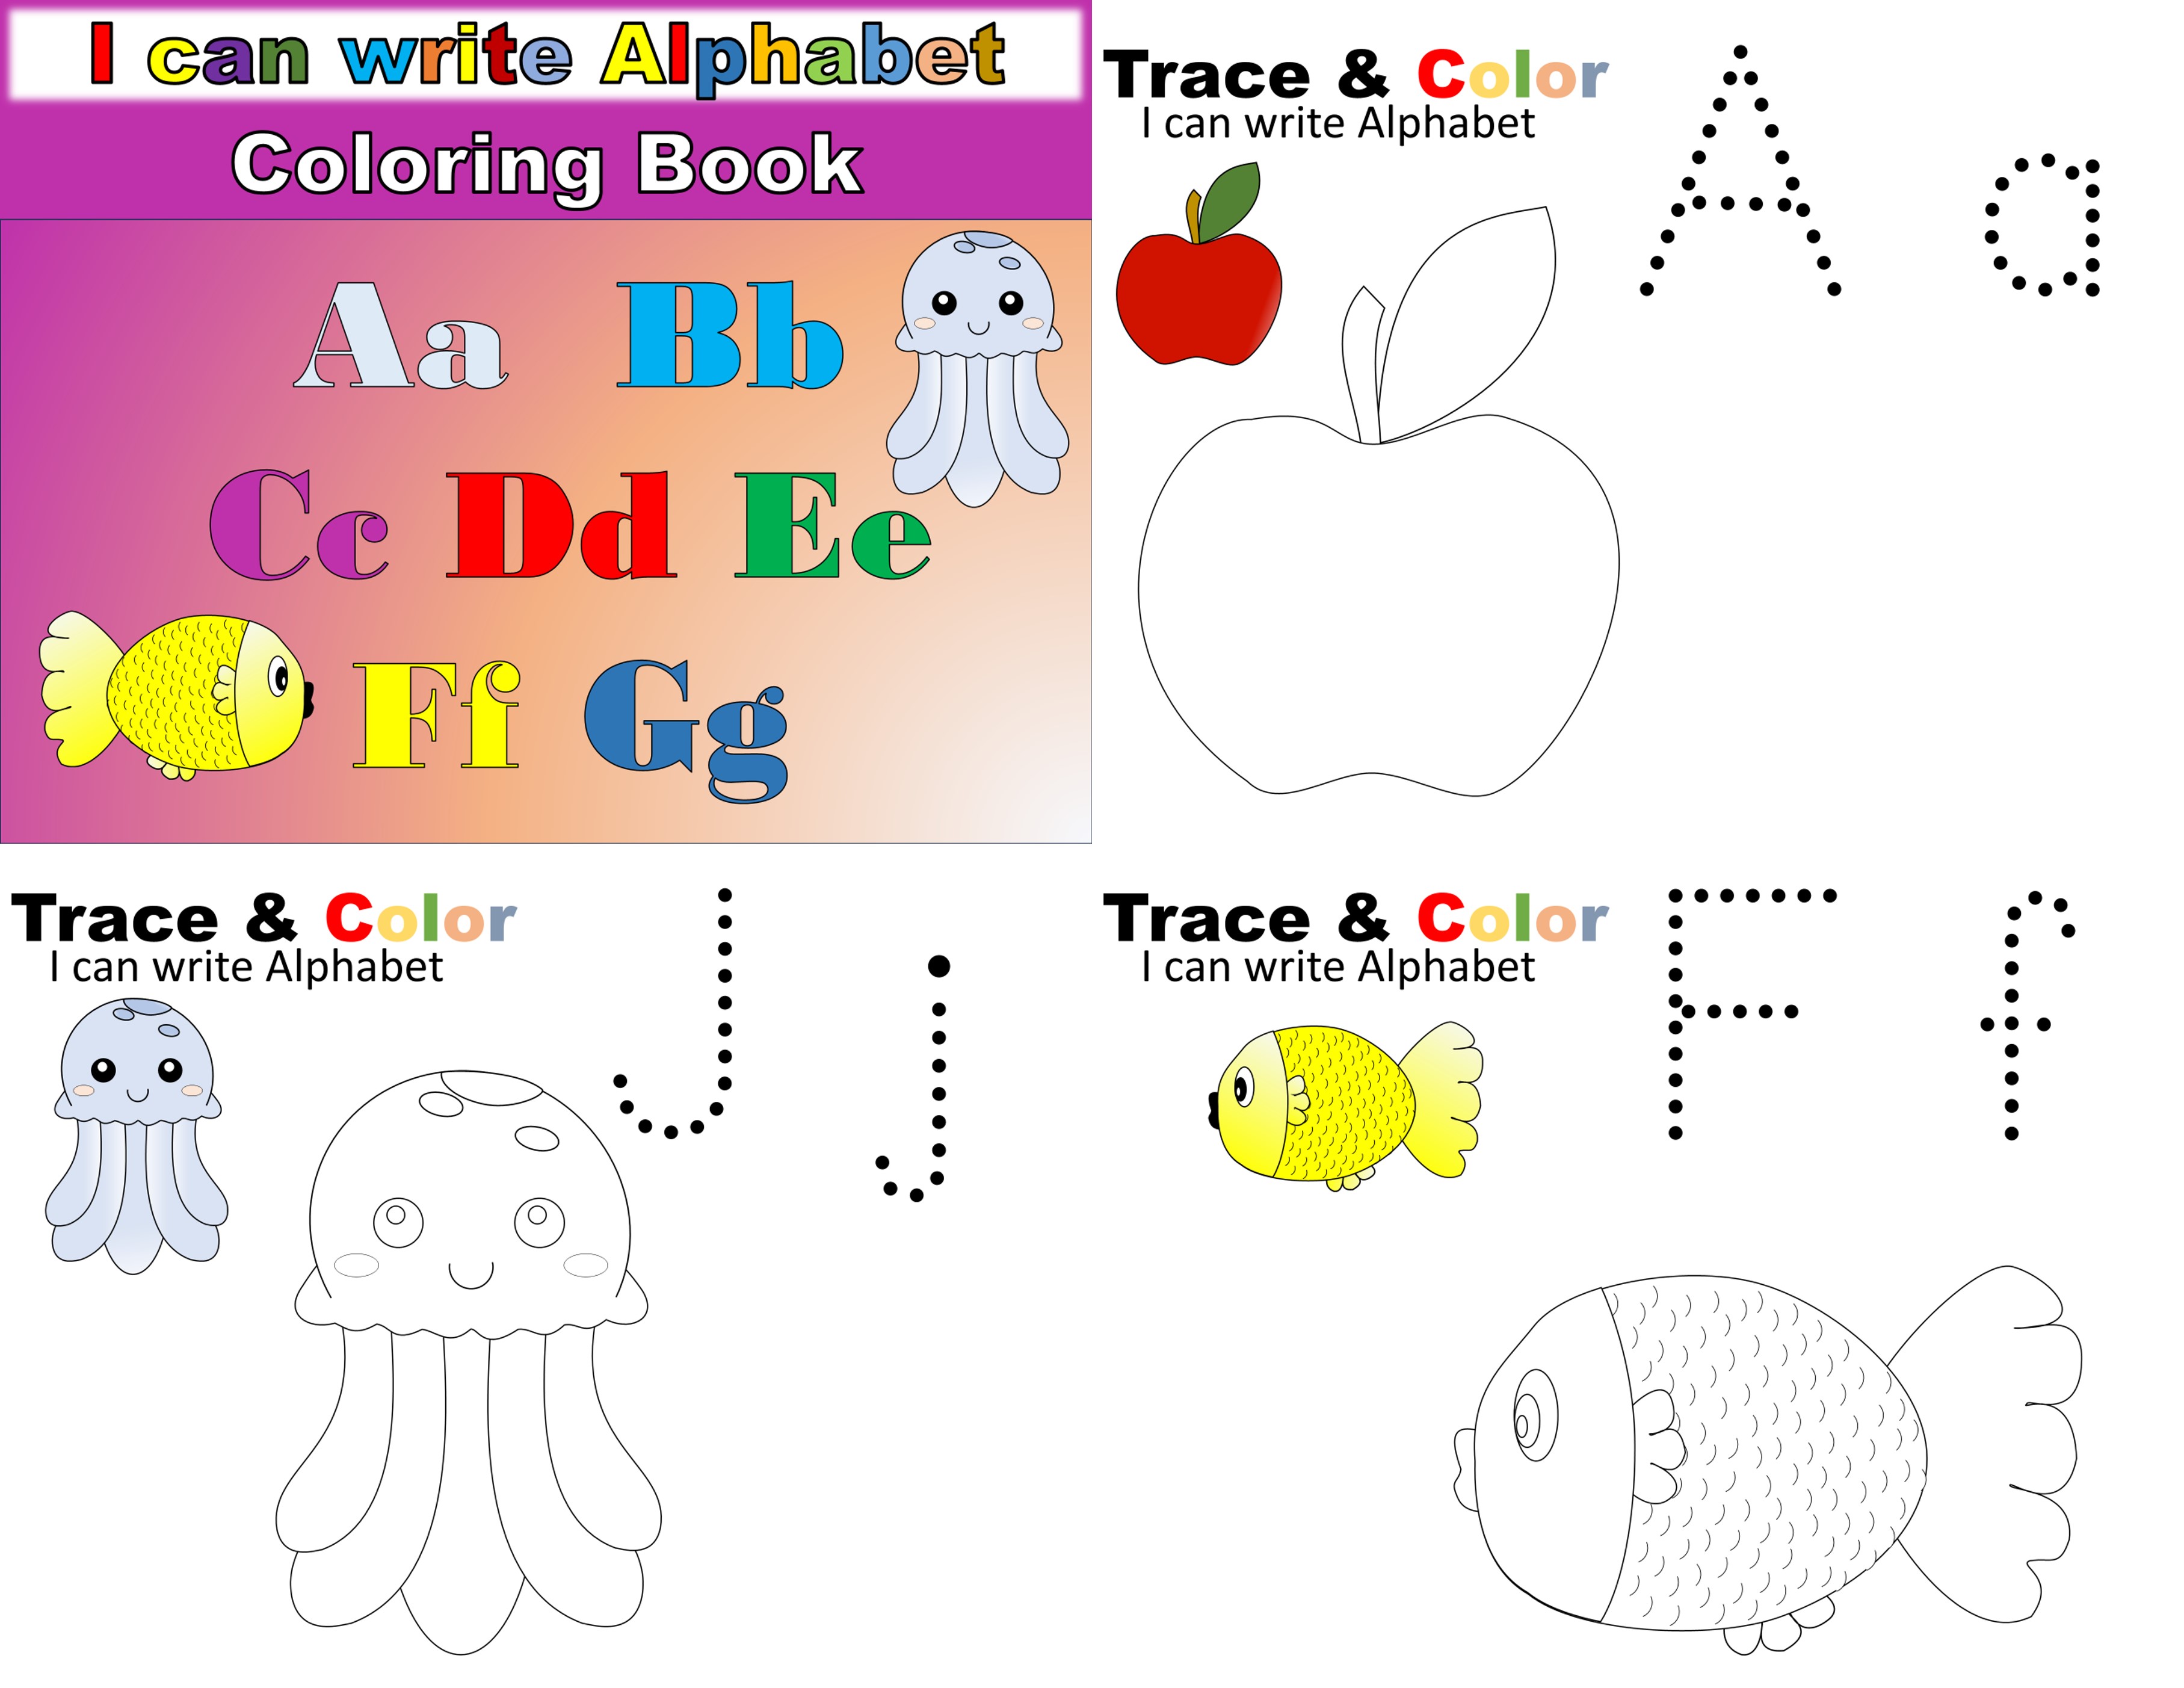 I can write Alphabet
Coloring Book
Aa Bb
Cc Dd Ee
Ff Gg
Trace & Color
I can write Alphabet
A a
Trace & Color
I can write Alphabet
J j
Trace & Color
I can write Alphabet
F f